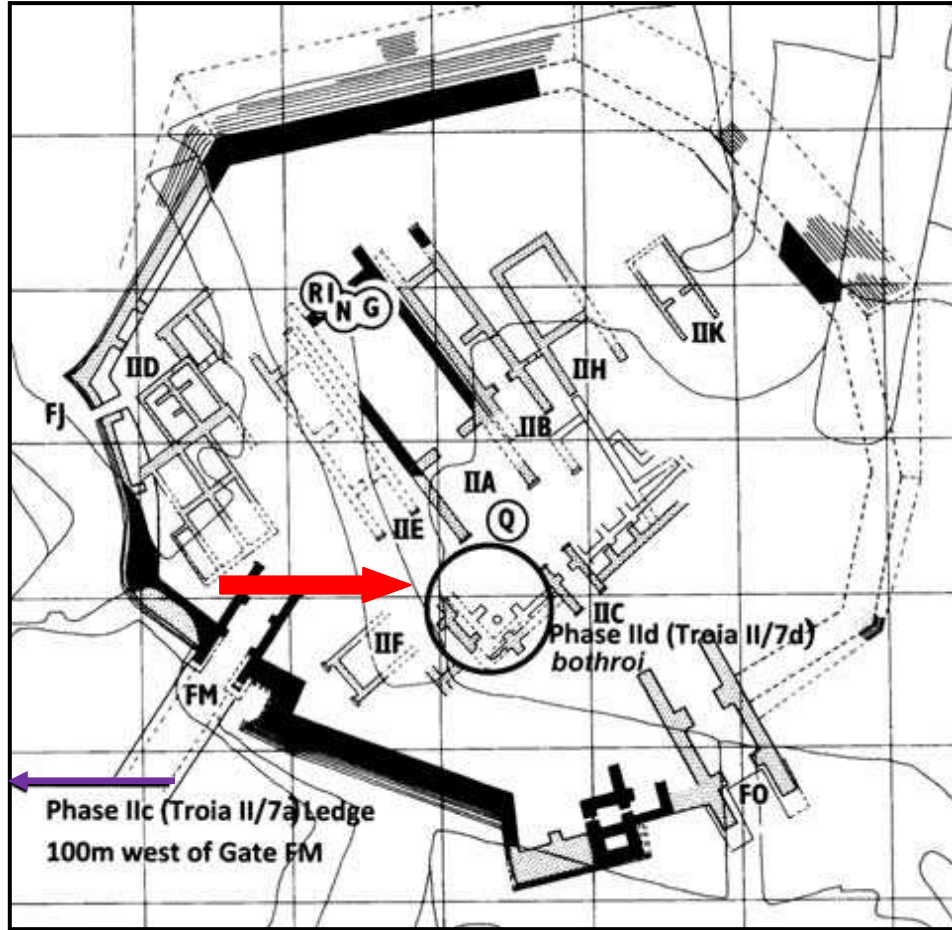 R I N G
IID
IIK
IIH
FJ
IIB
IIA
Q
IIE
IIC
Phase IId (Troia II/7d)
bothroi
IIF
FM
FO
Phase IIc (Troia II/7a) Ledge
100m west of Gate FM